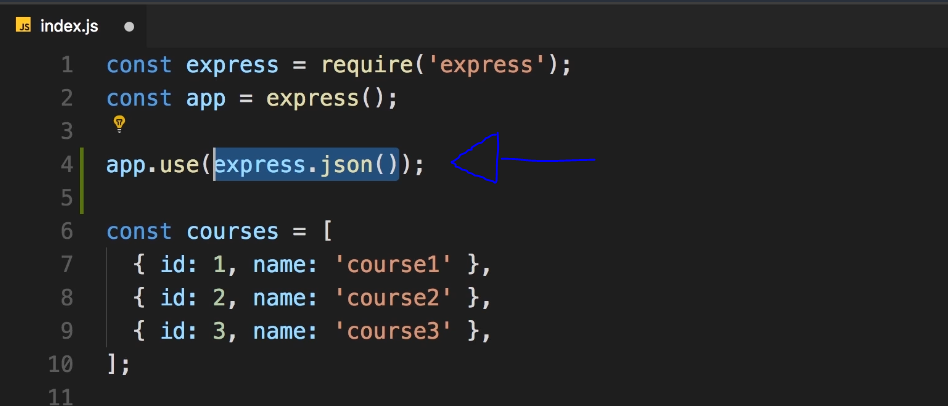 JS index.js
1 const express = require('express');
2 const app = express();
3
4 app.use(express.json());
5
6 const courses = [
7 { id: 1, name: 'course1' },
8 { id: 2, name: 'course2' },
9 { id: 3, name: 'course3' },
10 ];
11